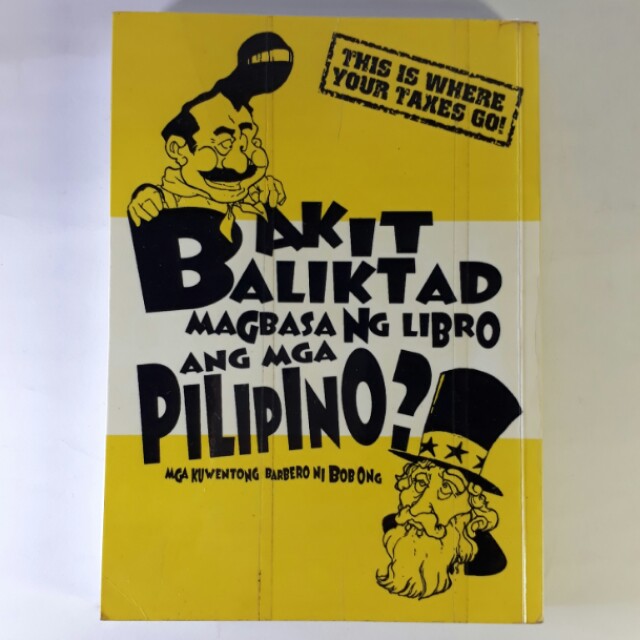 THIS IS WHERE
YOUR TAXES GO!
BAKIT
BALIKTAD
MAGBASA NG LIBRO
ANG MGA
PILIPINO?
MGA KUWENTONG BARBERO NI BOB ONG